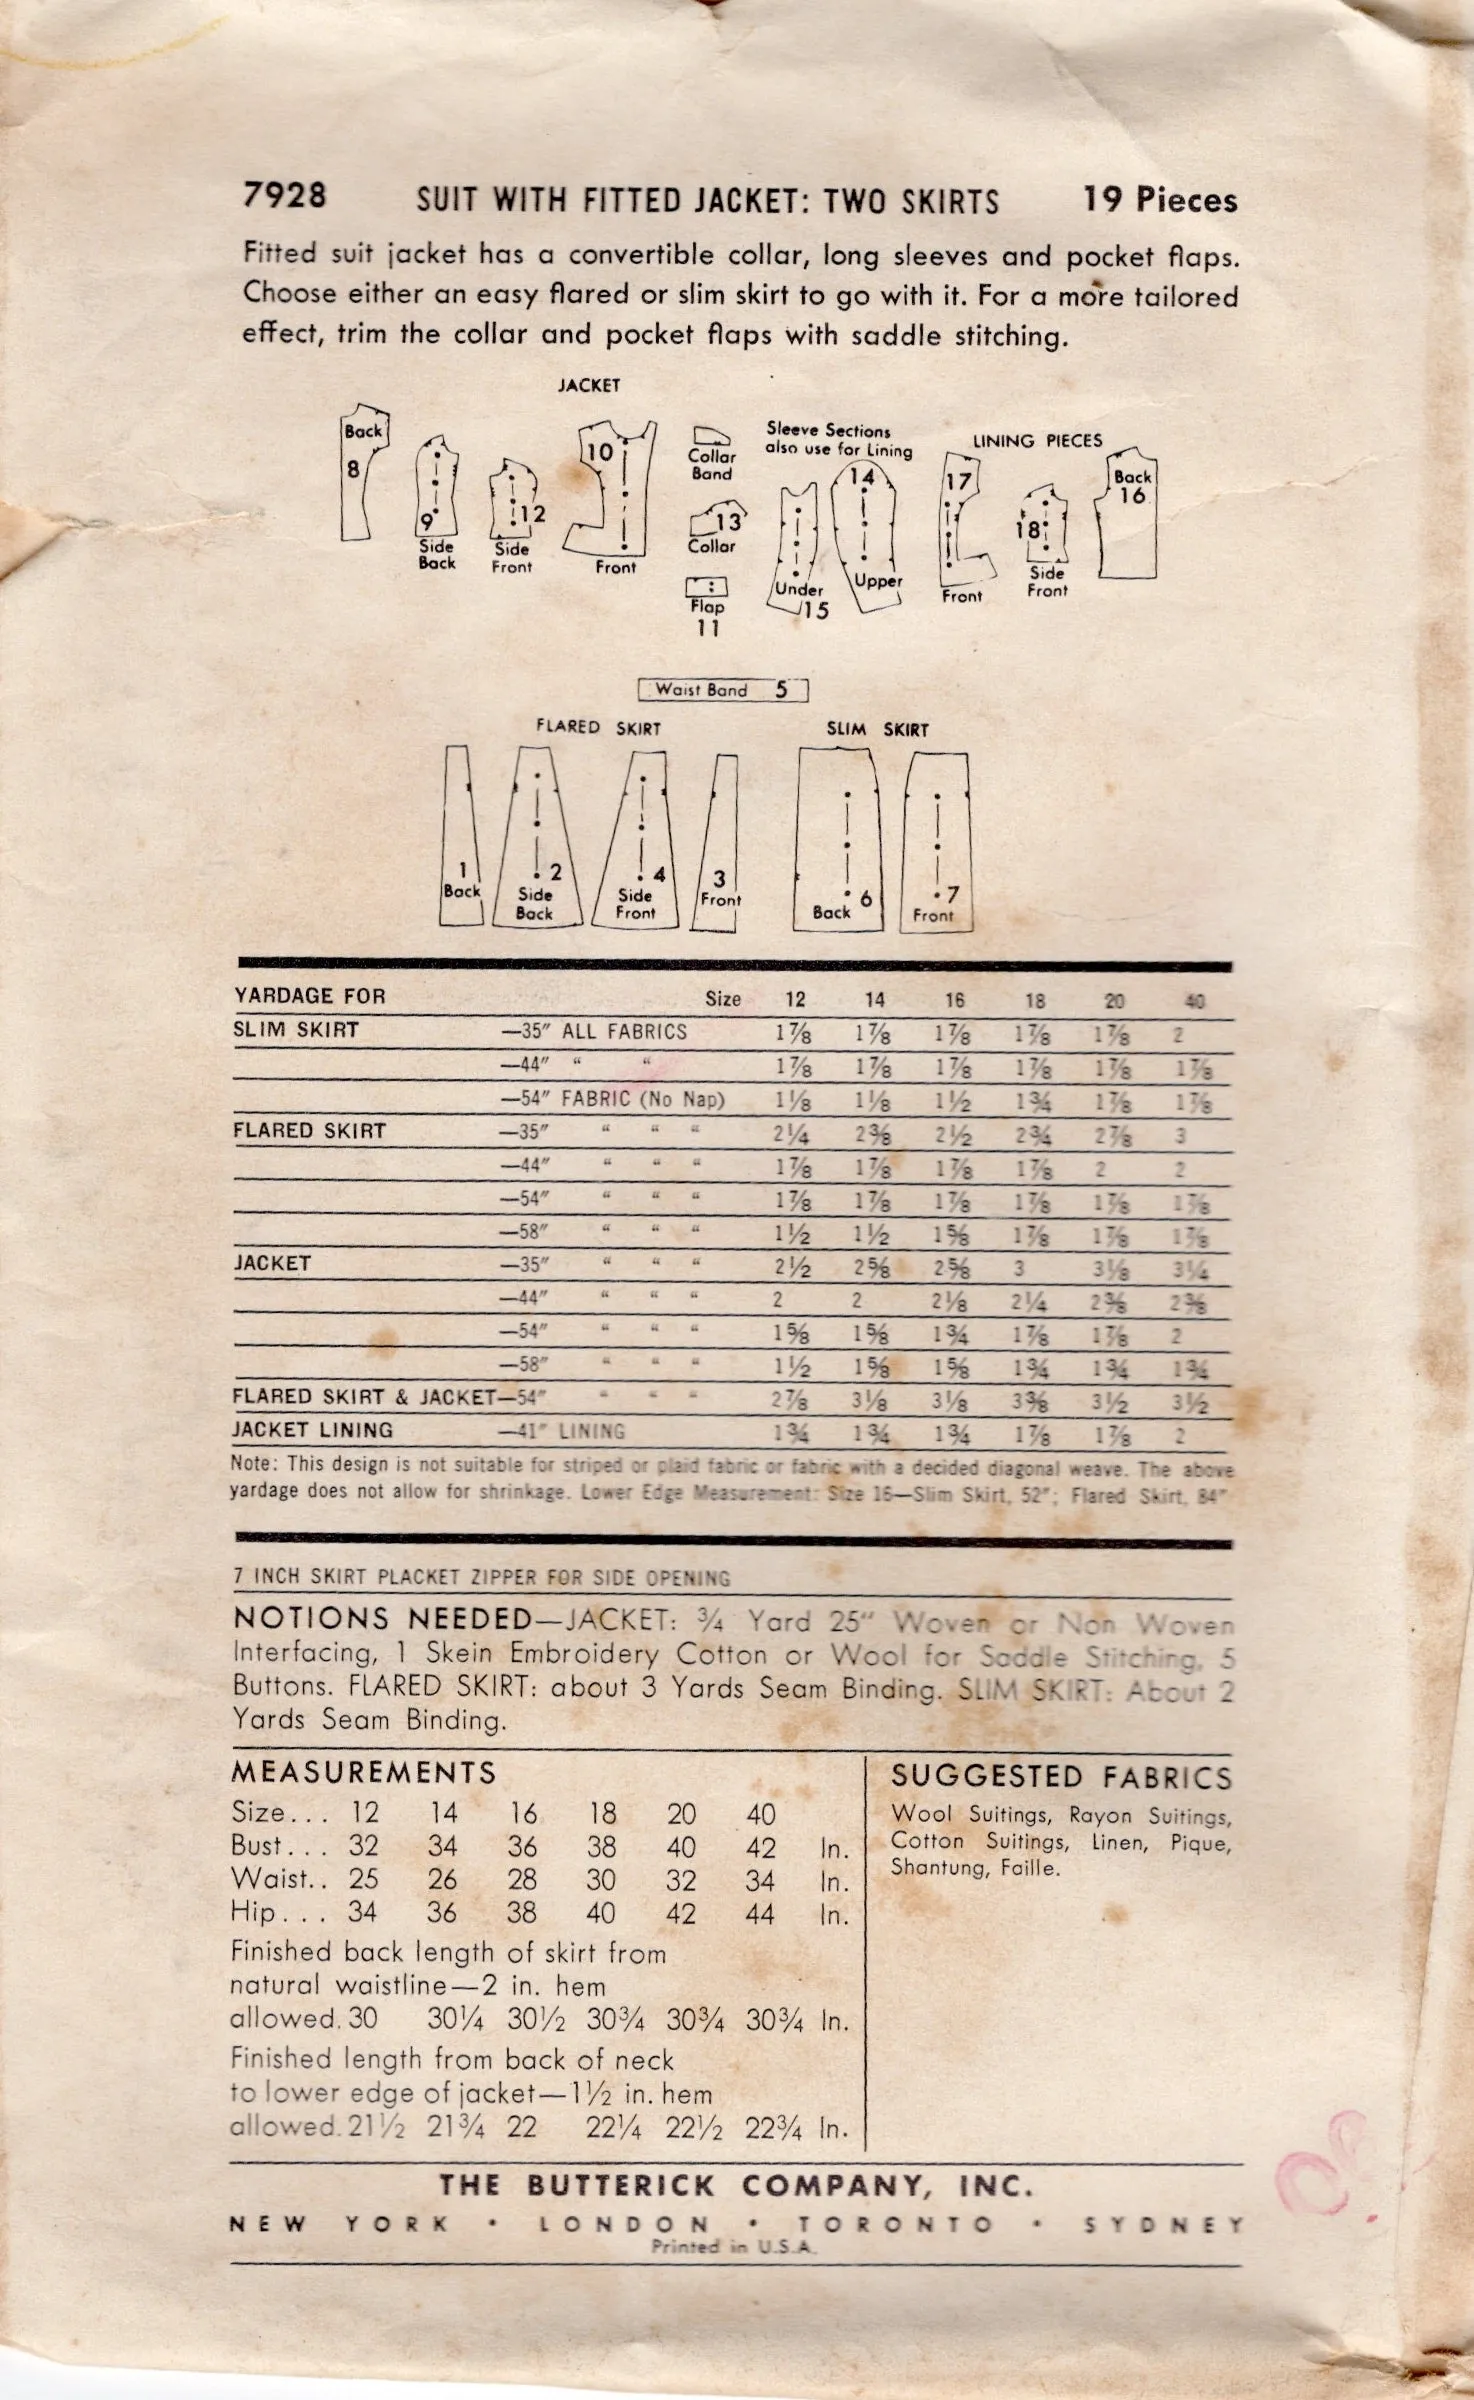 7928 SUIT WITH FITTED JACKET: TWO SKIRTS 19 Pieces
Fitted suit jacket has a convertible collar, long sleeves and pocket flaps.
Choose either an easy flared or slim skirt to go with it. For a more tailored
effect, trim the collar and pocket flaps with saddle stitching.
JACKET
Back
8
9
Side
Back
12
Side
Front
10
Front
Collar
Band
13
Collar
Flap
11
Sleeve Sections
also use for Lining
14
Upper
Under
15
LINING PIECES
17
Front
18
Side
Front
Back
16
Waist Band 5
FLARED SKIRT
1
Back
2
Side
Back
4
Side
Front
3
Front
SLIM SKIRT
6
Back
7
Front
YARDAGE FOR Size 12 14 16 18 20 40
SLIM SKIRT —35" ALL FABRICS 1⅞ 1⅞ 1⅞ 1⅞ 1⅞ 2
—44" " " 1⅞ 1⅞ 1⅞ 1⅞ 1⅞ 1⅞
—54" FABRIC (No Nap) 1⅛ 1⅛ 1½ 1¾ 1⅞ 1⅞
FLARED SKIRT —35" " " " 2¼ 2⅜ 2½ 2¾ 2⅞ 3
—44" " " " 1⅞ 1⅞ 1⅞ 1⅞ 2 2
—54" " " " 1⅞ 1⅞ 1⅞ 1⅞ 1⅞ 1⅞
—58" " " " 1½ 1½ 1⅝ 1⅞ 1⅞ 1⅞
JACKET —35" " " " 2½ 2⅝ 2⅝ 3 3⅛ 3¼
—44" " " " 2 2 2⅛ 2¼ 2⅜ 2⅜
—54" " " " 1⅝ 1⅝ 1¾ 1⅞ 1⅞ 2
—58" " " " 1½ 1⅝ 1⅝ 1¾ 1¾ 1¾
FLARED SKIRT & JACKET—54" " " " 2⅞ 3⅛ 3⅛ 3⅜ 3½ 3½
JACKET LINING —41" LINING 1¾ 1¾ 1¾ 1⅞ 1⅞ 2
Note: This design is not suitable for striped or plaid fabric or fabric with a decided diagonal weave. The above
yardage does not allow for shrinkage. Lower Edge Measurement: Size 16—Slim Skirt, 52"; Flared Skirt, 84"
7 INCH SKIRT PLACKET ZIPPER FOR SIDE OPENING
NOTIONS NEEDED—JACKET: ¾ Yard 25" Woven or Non Woven
Interfacing, 1 Skein Embroidery Cotton or Wool for Saddle Stitching, 5
Buttons. FLARED SKIRT: about 3 Yards Seam Binding. SLIM SKIRT: About 2
Yards Seam Binding.
MEASUREMENTS
Size... 12 14 16 18 20 40
Bust... 32 34 36 38 40 42 In.
Waist.. 25 26 28 30 32 34 In.
Hip... 34 36 38 40 42 44 In.
Finished back length of skirt from
natural waistline—2 in. hem
allowed. 30 30¼ 30½ 30¾ 30¾ 30¾ In.
Finished length from back of neck
to lower edge of jacket—1½ in. hem
allowed. 21½ 21¾ 22 22¼ 22½ 22¾ In.
SUGGESTED FABRICS
Wool Suitings, Rayon Suitings,
Cotton Suitings, Linen, Pique,
Shantung, Faille.
THE BUTTERICK COMPANY, INC.
NEW YORK • LONDON • TORONTO • SYDNEY
Printed in U.S.A.